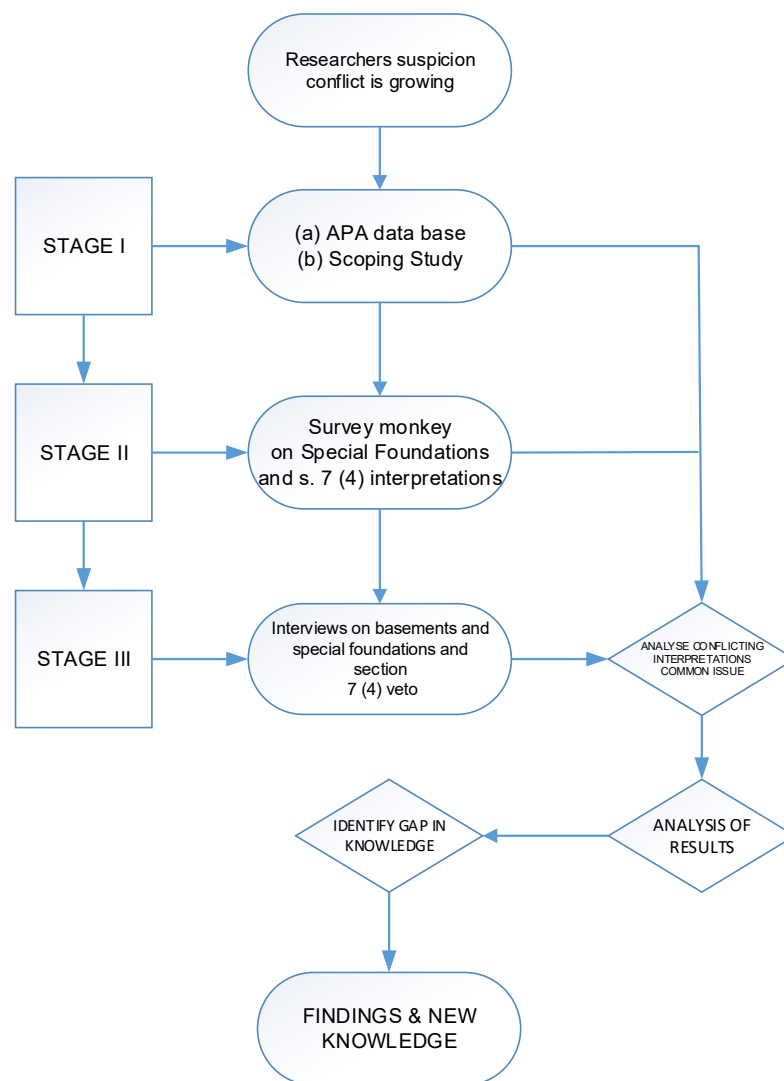 Researchers suspicion
conflict is growing
STAGE I
(a) APA data base
(b) Scoping Study
STAGE II
Survey monkey
on Special Foundations
and s. 7 (4) interpretations
STAGE III
Interviews on basements and
special foundations and
section
7 (4) veto
ANALYSE CONFLICTING
INTERPRETATIONS
COMMON ISSUE
IDENTIFY GAP IN
KNOWLEDGE
ANALYSIS OF
RESULTS
FINDINGS & NEW
KNOWLEDGE